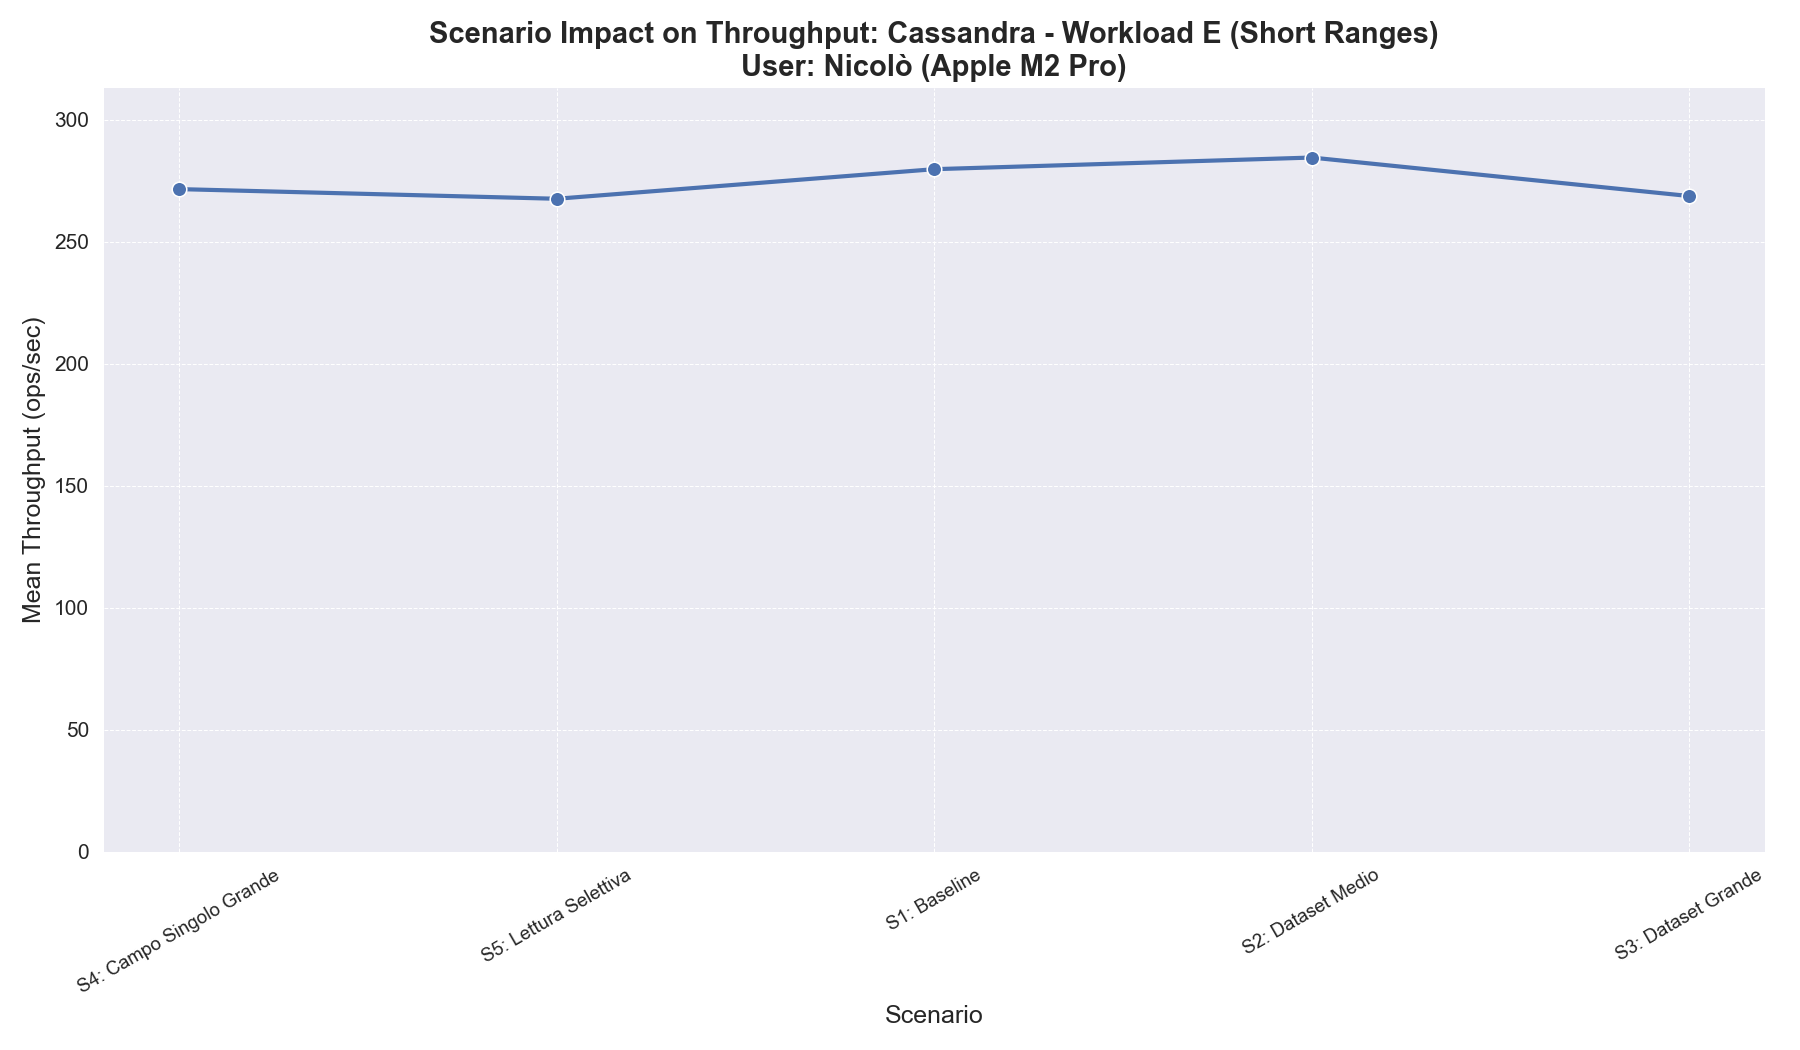 Scenario Impact on Throughput: Cassandra - Workload E (Short Ranges)
User: Nicolò (Apple M2 Pro)
Mean Throughput (ops/sec)
300
250
200
150
100
50
0
S4: Campo Singolo Grande
S5: Lettura Selettiva
S1: Baseline
S2: Dataset Medio
S3: Dataset Grande
Scenario